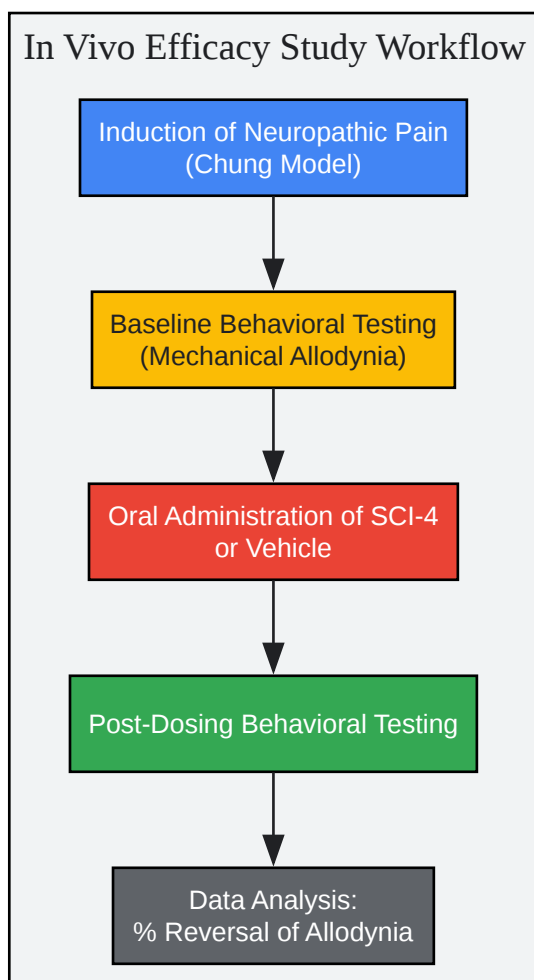 In Vivo Efficacy Study Workflow
Induction of Neuropathic Pain
(Chung Model)
Baseline Behavioral Testing
(Mechanical Allodynia)
Oral Administration of SCI-4
or Vehicle
Post-Dosing Behavioral Testing
Data Analysis:
% Reversal of Allodynia